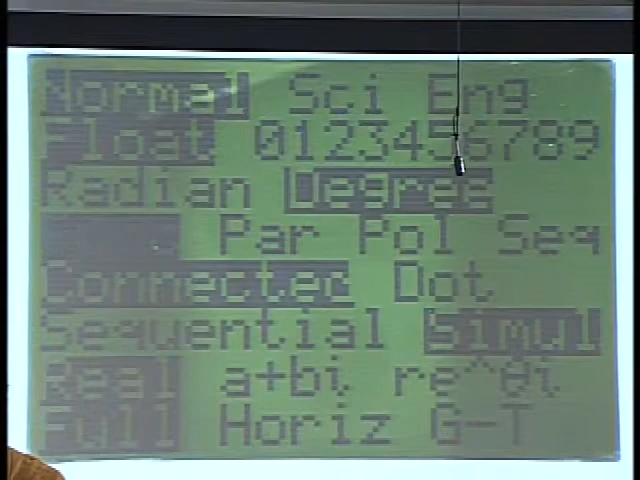 Normal Sci Eng
Float 0123456789
Radian Degree
Par Pol Seq
Connected Dot
Sequential Simul
Real a+bi re^θi
Full Horiz G-T